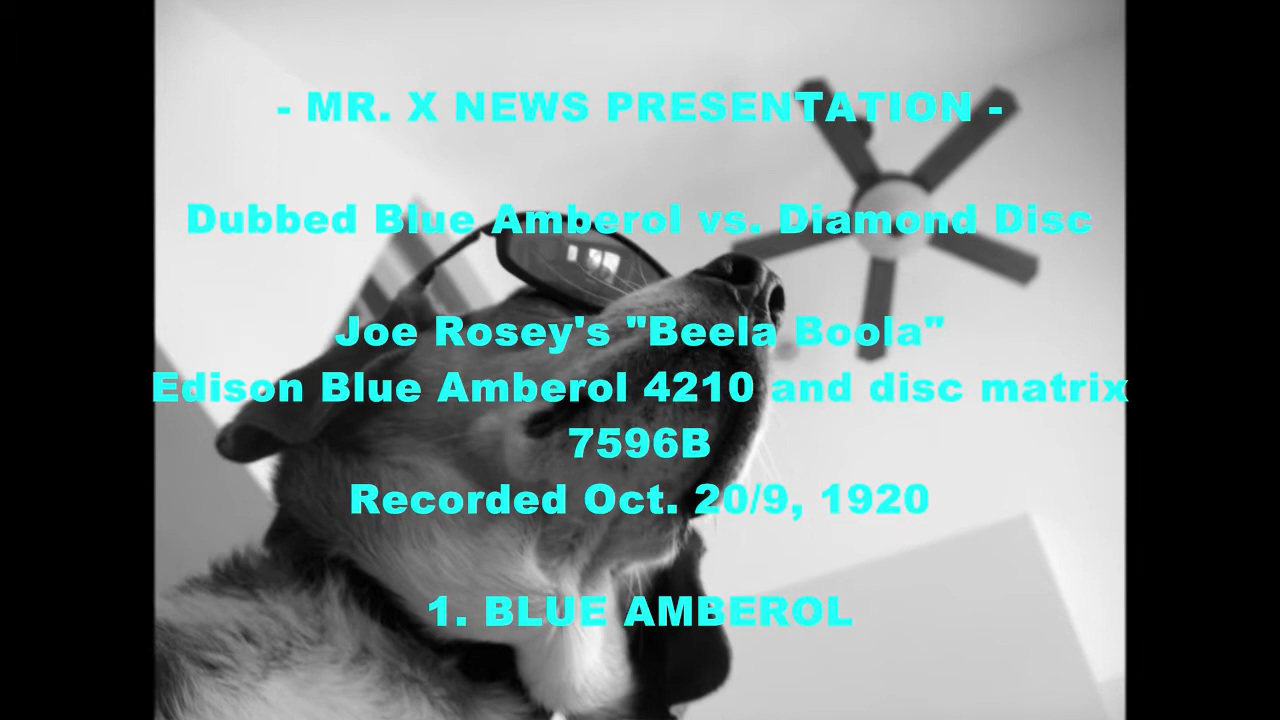 - MR. X NEWS PRESENTATION -
Dubbed Blue Amberol vs. Diamond Disc
Joe Rosey's "Beela Boola"
Edison Blue Amberol 4210 and disc matrix
7596B
Recorded Oct. 20/9, 1920
1. BLUE AMBEROL